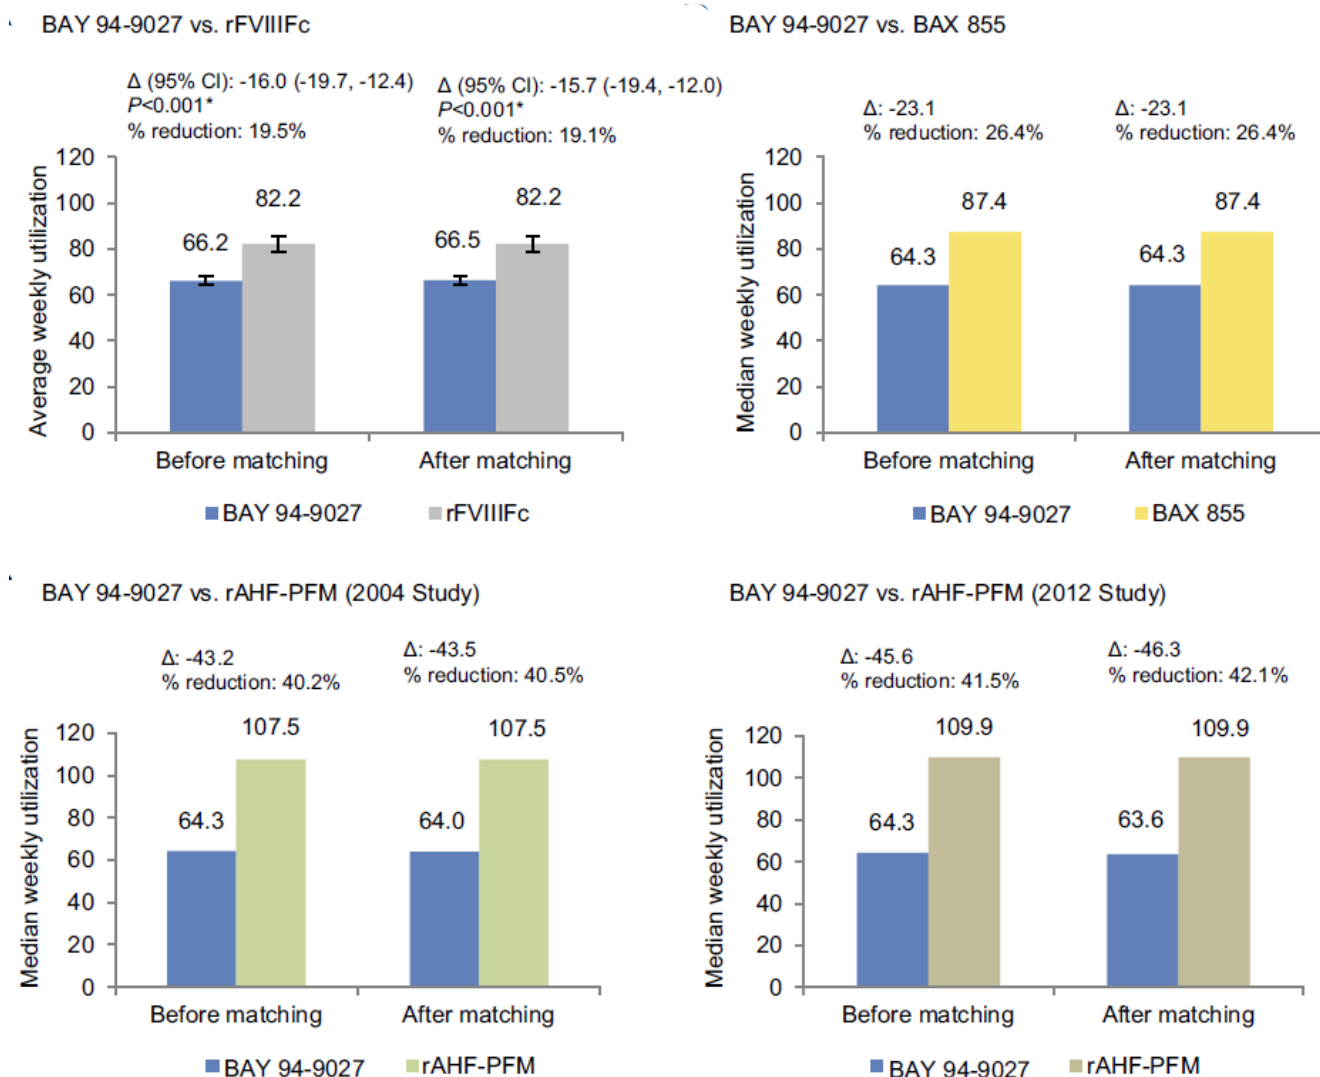 BAY 94-9027 vs. rFVIIIFc
Δ (95% CI): -16.0 (-19.7, -12.4)
P<0.001*
% reduction: 19.5%
Δ (95% CI): -15.7 (-19.4, -12.0)
P<0.001*
% reduction: 19.1%
Average weekly utilization
120
100
80
60
40
20
0
66.2
82.2
66.5
82.2
Before matching
After matching
BAY 94-9027
rFVIIIFc
BAY 94-9027 vs. BAX 855
Δ: -23.1
% reduction: 26.4%
Δ: -23.1
% reduction: 26.4%
Median weekly utilization
120
100
80
60
40
20
0
64.3
87.4
64.3
87.4
Before matching
After matching
BAY 94-9027
BAX 855
BAY 94-9027 vs. rAHF-PFM (2004 Study)
Δ: -43.2
% reduction: 40.2%
Δ: -43.5
% reduction: 40.5%
Median weekly utilization
120
100
80
60
40
20
0
64.3
107.5
64.0
107.5
Before matching
After matching
BAY 94-9027
rAHF-PFM
BAY 94-9027 vs. rAHF-PFM (2012 Study)
Δ: -45.6
% reduction: 41.5%
Δ: -46.3
% reduction: 42.1%
Median weekly utilization
120
100
80
60
40
20
0
64.3
109.9
63.6
109.9
Before matching
After matching
BAY 94-9027
rAHF-PFM